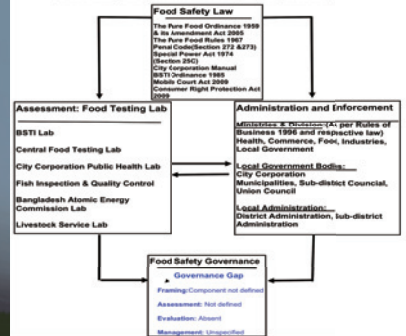 Food Safety Law
The Pure Food Ordinance 1959
& its Amendment Act 2005
The Pure Food Rules 1967
Penal Code(Section 272 &273)
Special Power Act 1974
(Section 25C)
City Corporation Manual
BSTI Ordinance 1985
Mobile Court Act 2009
Consumer Right Protection Act
2009
Assessment: Food Testing Lab
BSTI Lab
Central Food Testing Lab
City Corporation Public Health Lab
Fish Inspection & Quality Control
Bangladesh Atomic Energy
Commission Lab
Livestock Service Lab
Administration and Enforcement
Ministries & Division:(As per Rules of
Business 1996 and respective law)
Health, Commerce, Food, Industries,
Local Government
Local Government Bodies:
City Corporation
Municipalities, Sub-district Councial,
Union Council
Local Administration:
District Administration, Sub-district
Administration
Food Safety Governance
Governance Gap
Framing:Component not defined
Assessment: Not defined
Evaluation: Absent
Management: Unspecified